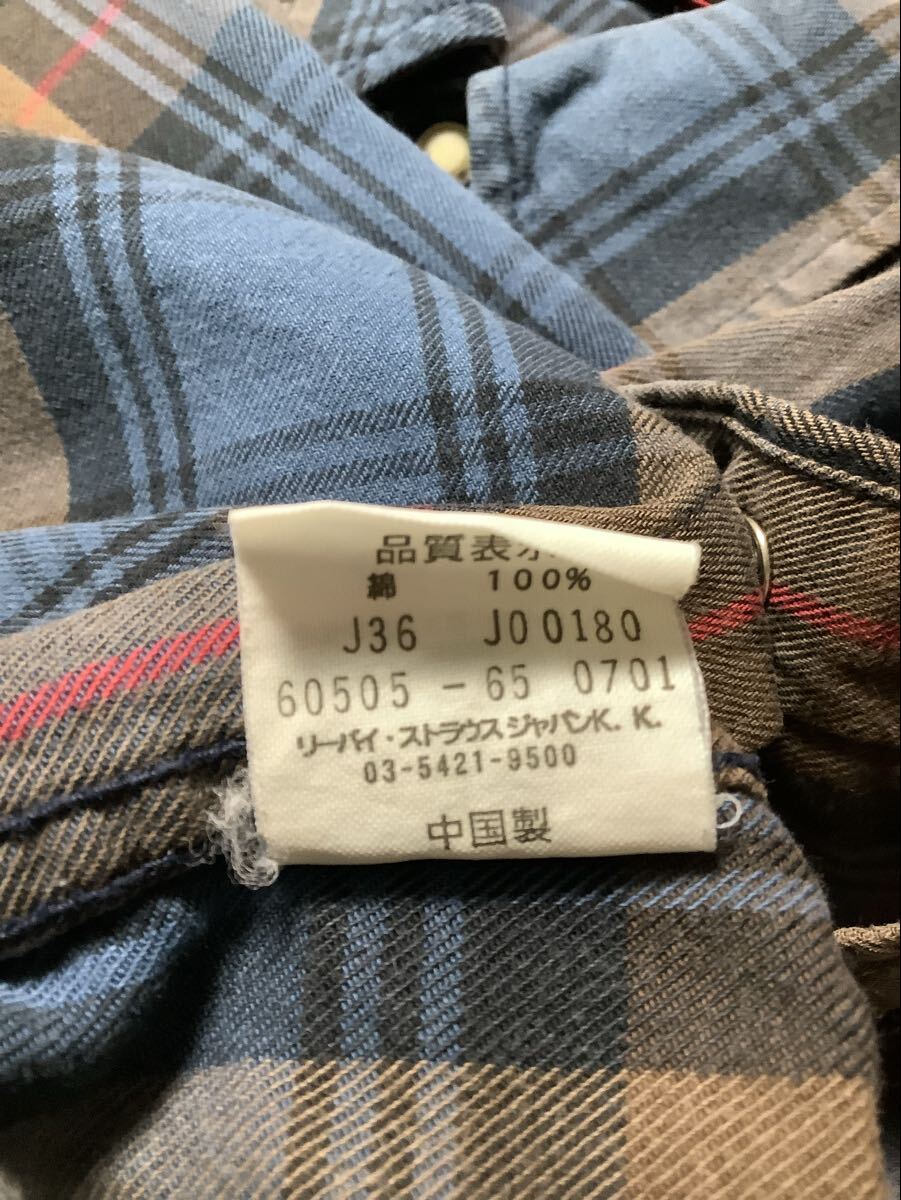 品質表示
綿 100%
J36 J00180
60505 - 65 0701
リーバイ・ストラウスジャパンK. K.
03-5421-9500
中国製